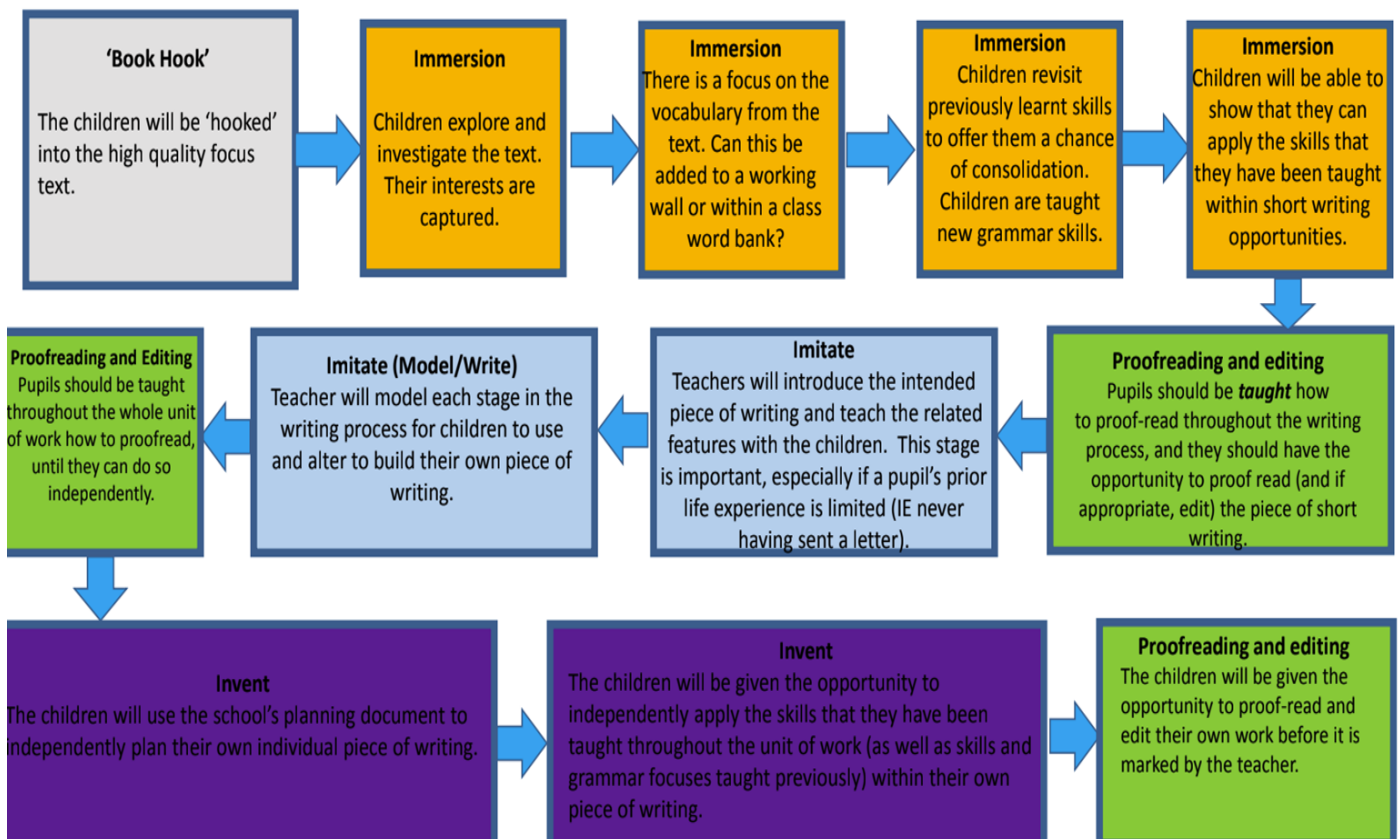 ‘Book Hook’
The children will be ‘hooked’
into the high quality focus
text.
Immersion
Children explore and
investigate the text.
Their interests are
captured.
Immersion
There is a focus on the
vocabulary from the
text. Can this be
added to a working
wall or within a class
word bank?
Immersion
Children revisit
previously learnt skills
to offer them a chance
of consolidation.
Children are taught
new grammar skills.
Immersion
Children will be able to
show that they can
apply the skills that
they have been taught
within short writing
opportunities.
Proofreading and editing
Pupils should be taught how
to proof-read throughout the writing
process, and they should have the
opportunity to proof read (and if
appropriate, edit) the piece of short
writing.
Imitate
Teachers will introduce the intended
piece of writing and teach the related
features with the children. This stage
is important, especially if a pupil’s prior
life experience is limited (IE never
having sent a letter).
Imitate (Model/Write)
Teacher will model each stage in the
writing process for children to use
and alter to build their own piece of
writing.
Proofreading and Editing
Pupils should be taught
throughout the whole unit
of work how to proofread,
until they can do so
independently.
Invent
The children will use the school’s planning document to
independently plan their own individual piece of writing.
Invent
The children will be given the opportunity to
independently apply the skills that they have been
taught throughout the unit of work (as well as skills and
grammar focuses taught previously) within their own
piece of writing.
Proofreading and editing
The children will be given the
opportunity to proof-read and
edit their own work before it is
marked by the teacher.